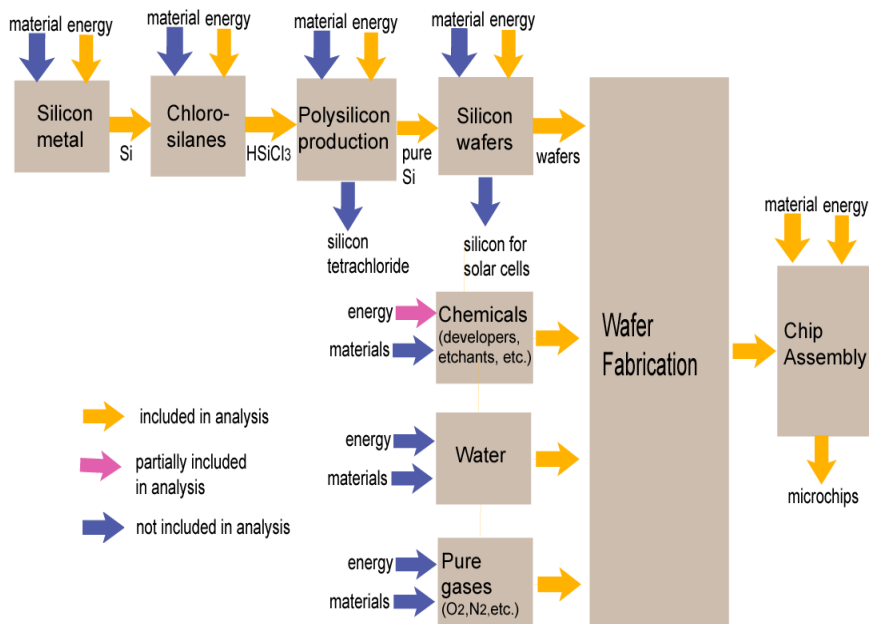 material energy
material energy
material energy
material energy
Silicon
metal
Chloro-
silanes
Polysilicon
production
Silicon
wafers
Si
HSiCl3
pure
Si
wafers
silicon
tetrachloride
silicon for
solar cells
material energy
energy
materials
Chemicals
(developers,
etchants, etc.)
Wafer
Fabrication
Chip
Assembly
included in analysis
partially included
in analysis
not included in analysis
energy
materials
Water
microchips
energy
materials
Pure
gases
(O2,N2,etc.)